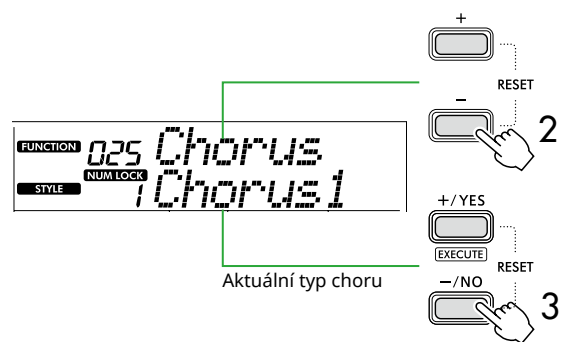 +
RESET
-
2
FUNCTION 025 Chorus
NUM LOCK
STYLE 1 Chorus1
+/YES
EXECUTE
RESET
Aktuální typ choru
-/NO
3